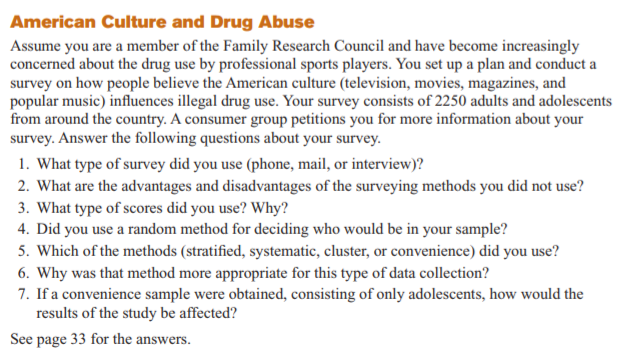 American Culture and Drug Abuse
Assume you are a member of the Family Research Council and have become increasingly
concerned about the drug use by professional sports players. You set up a plan and conduct a
survey on how people believe the American culture (television, movies, magazines, and
popular music) influences illegal drug use. Your survey consists of 2250 adults and adolescents
from around the country. A consumer group petitions you for more information about your
survey. Answer the following questions about your survey.
1. What type of survey did you use (phone, mail, or interview)?
2. What are the advantages and disadvantages of the surveying methods you did not use?
3. What type of scores did you use? Why?
4. Did you use a random method for deciding who would be in your sample?
5. Which of the methods (stratified, systematic, cluster, or convenience) did you use?
6. Why was that method more appropriate for this type of data collection?
7. If a convenience sample were obtained, consisting of only adolescents, how would the
results of the study be affected?
See page 33 for the answers.